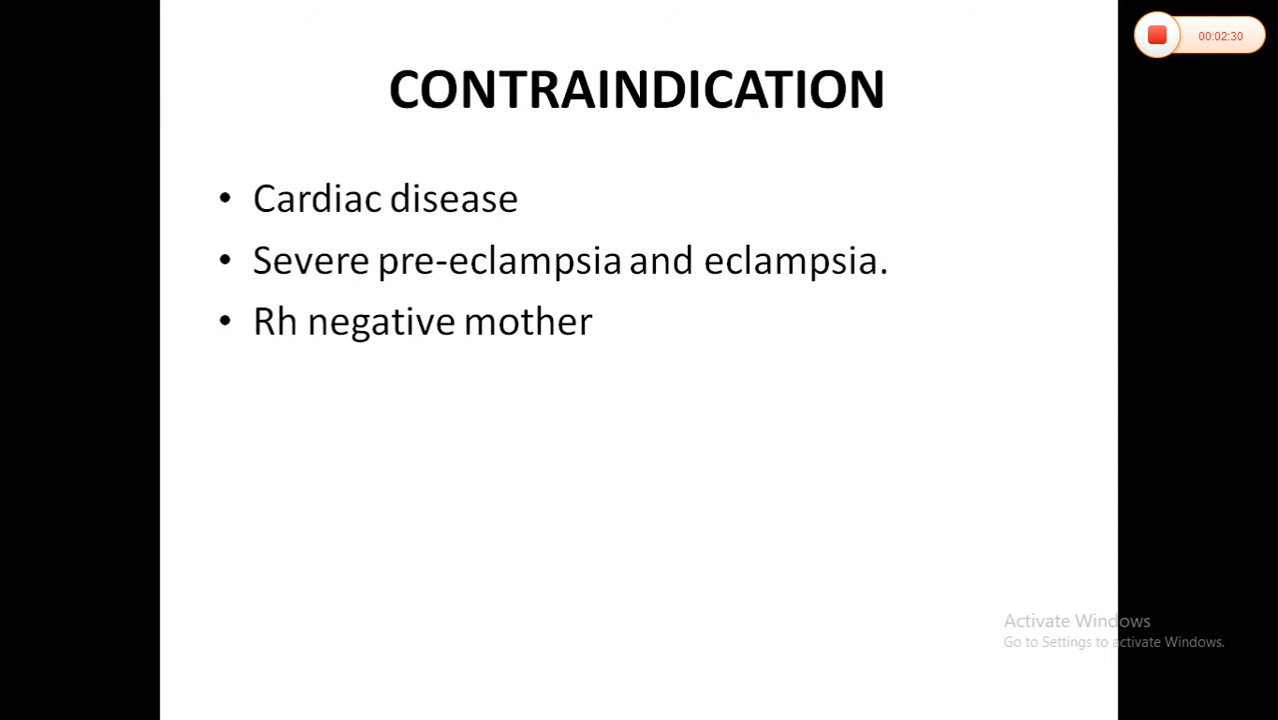 00:02:30
CONTRAINDICATION
• Cardiac disease
• Severe pre-eclampsia and eclampsia.
• Rh negative mother
Activate Windows
Go to Settings to activate Windows.